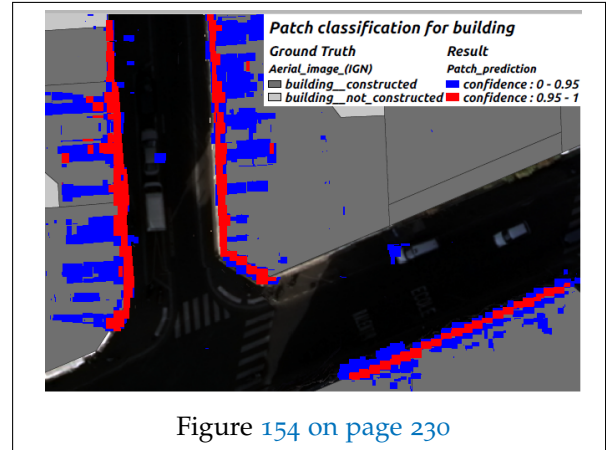 Patch classification for building
Ground Truth Result
Aerial_image_(IGN) Patch_prediction
building__constructed confidence : 0 - 0.95
building__not_constructed confidence : 0.95 - 1
ECOLE
Figure 154 on page 230